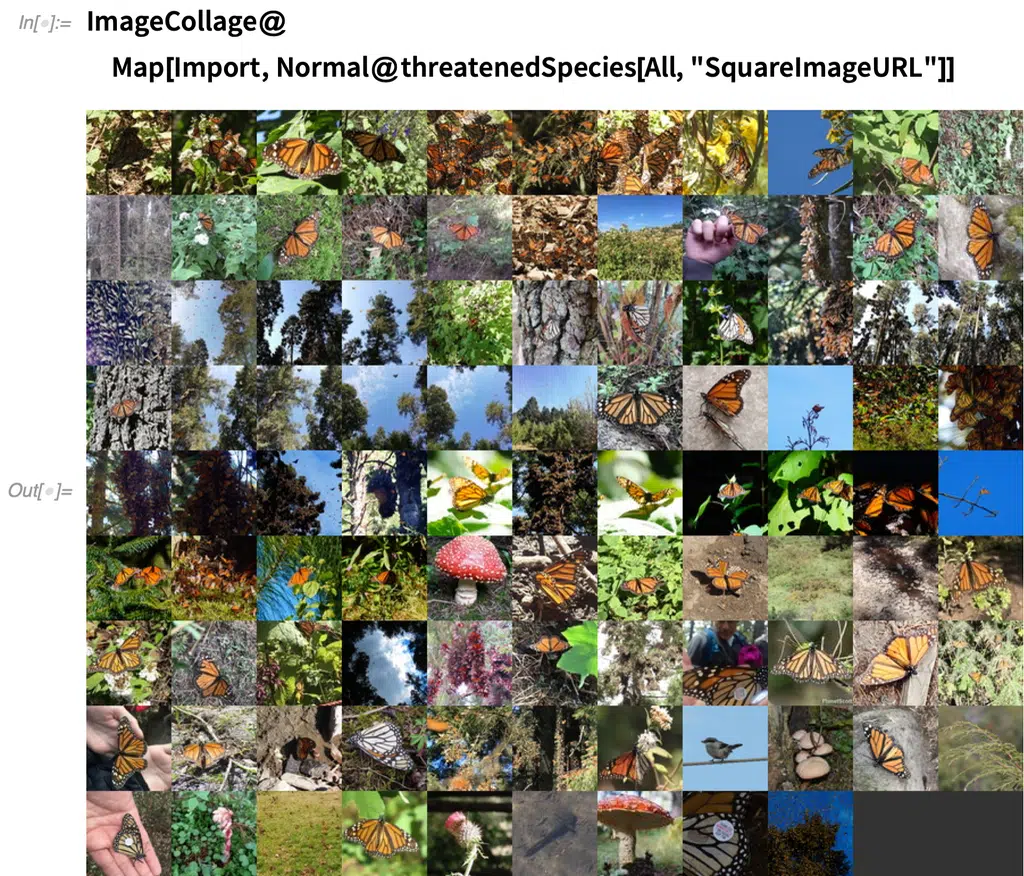 In[●]:= ImageCollage@
Map[Import, Normal@threatenedSpecies[All, "SquareImageURL"]]
Out[●]=